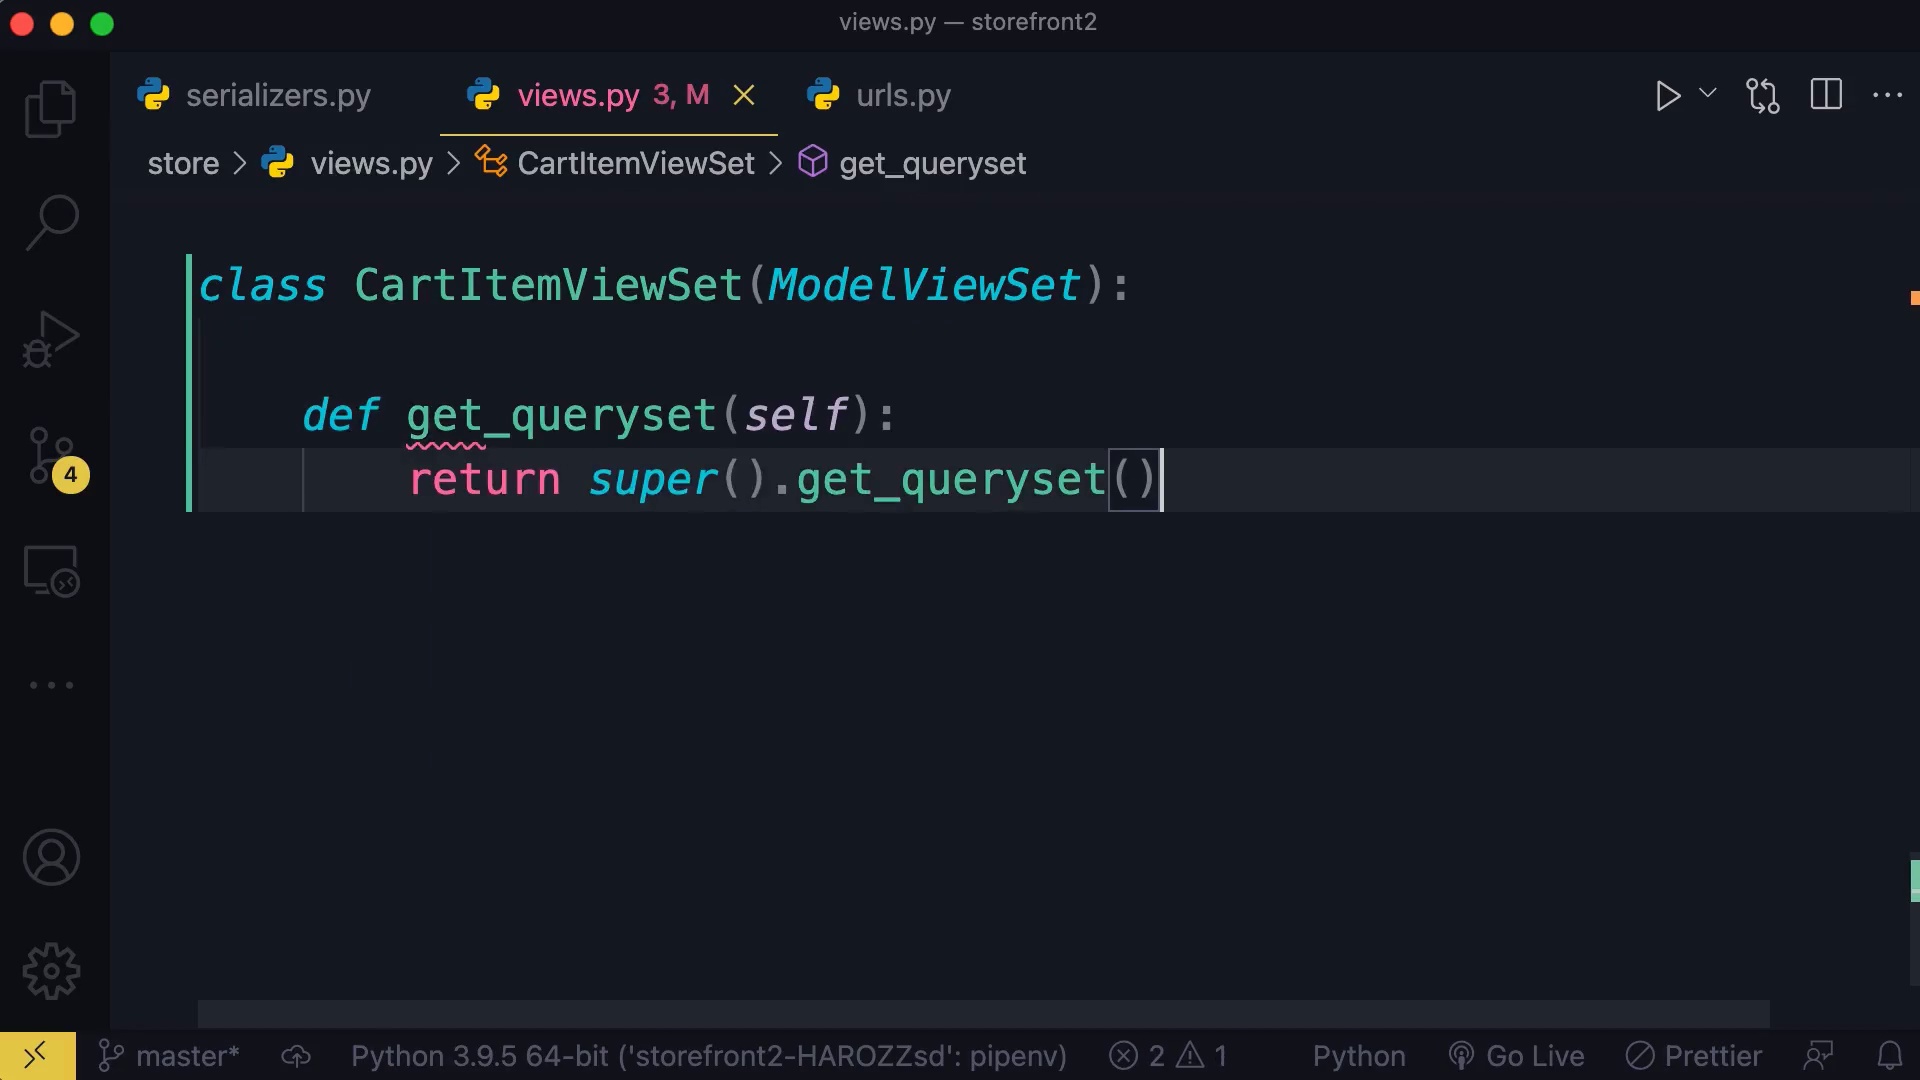 views.py — storefront2
serializers.py
views.py 3, M
urls.py
store > views.py > CartItemViewSet > get_queryset
class CartItemViewSet(ModelViewSet):
def get_queryset(self):
return super().get_queryset()
4
master*
Python 3.9.5 64-bit ('storefront2-HAROZZsd': pipenv)
2
1
Python
Go Live
Prettier